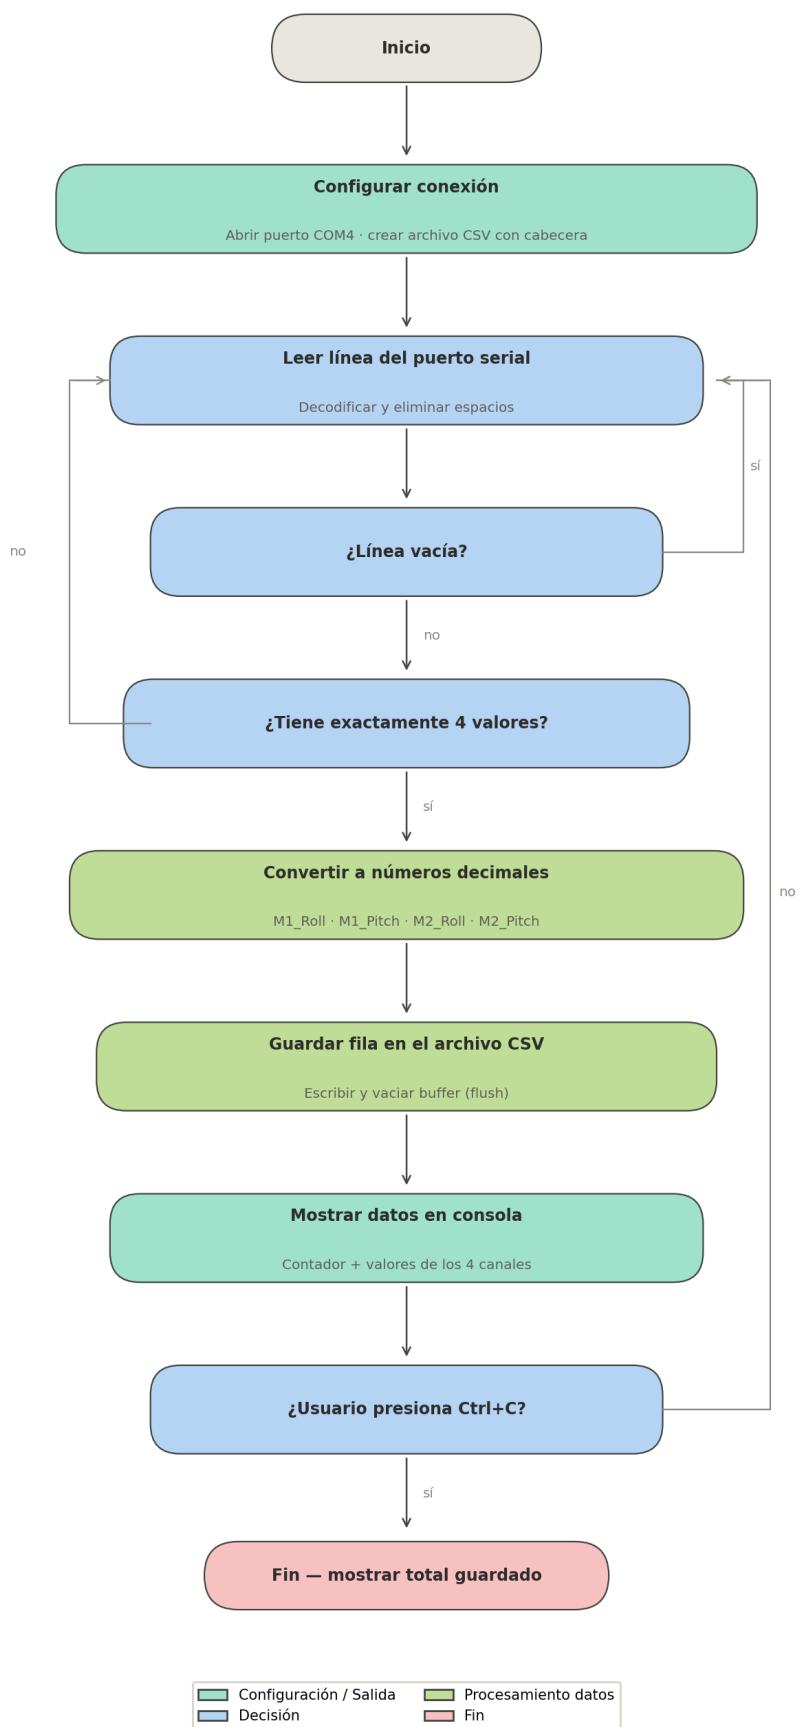 Inicio
Configurar conexión
Abrir puerto COM4 · crear archivo CSV con cabecera
Leer línea del puerto serial
Decodificar y eliminar espacios
sí
¿Línea vacía?
no
no
¿Tiene exactamente 4 valores?
sí
Convertir a números decimales
no
M1_Roll · M1_Pitch · M2_Roll · M2_Pitch
Guardar fila en el archivo CSV
Escribir y vaciar buffer (flush)
Mostrar datos en consola
Contador + valores de los 4 canales
¿Usuario presiona Ctrl+C?
sí
Fin — mostrar total guardado
Configuración / Salida
Decisión
Procesamiento datos
Fin